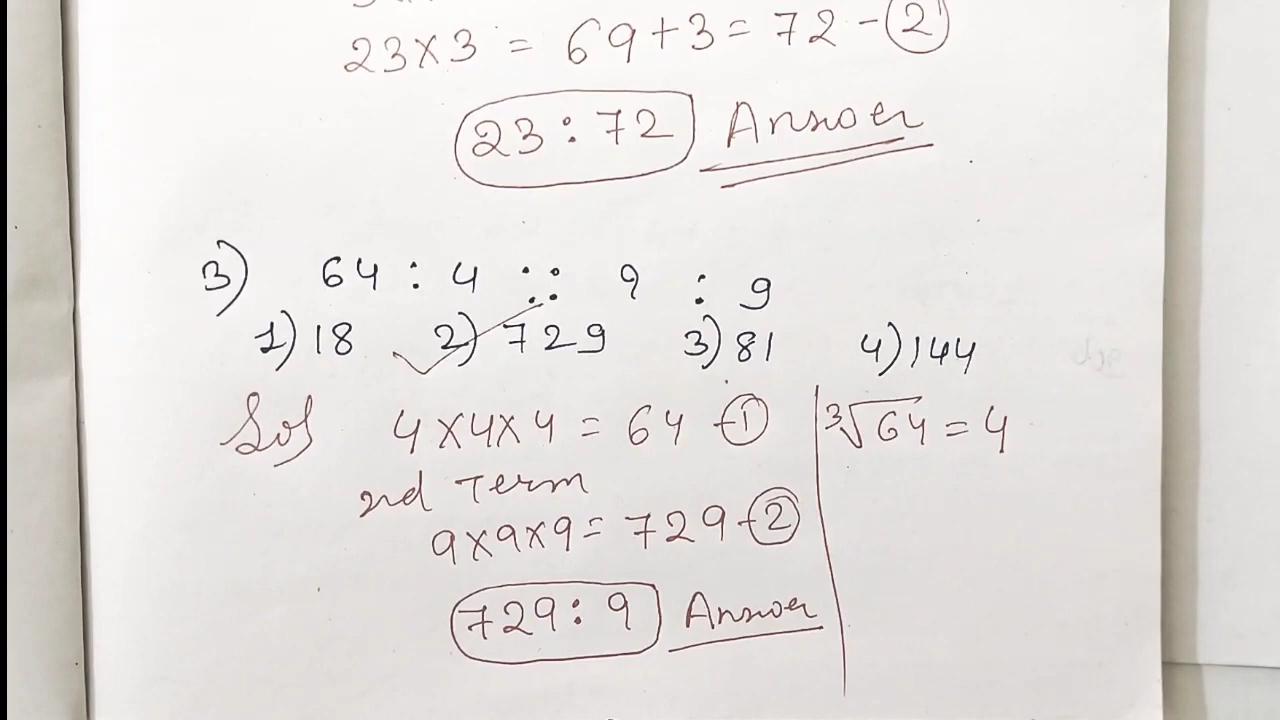 23×3 = 69+3 = 72 - ②
23 : 72 Answer
3) 64 : 4 :: ? : 9
1) 18 2) 729 3) 81 4) 144
Sol 4×4×4 = 64 - ① ∛64 = 4
2nd Term
9×9×9 = 729 - ②
729 : 9 Answer